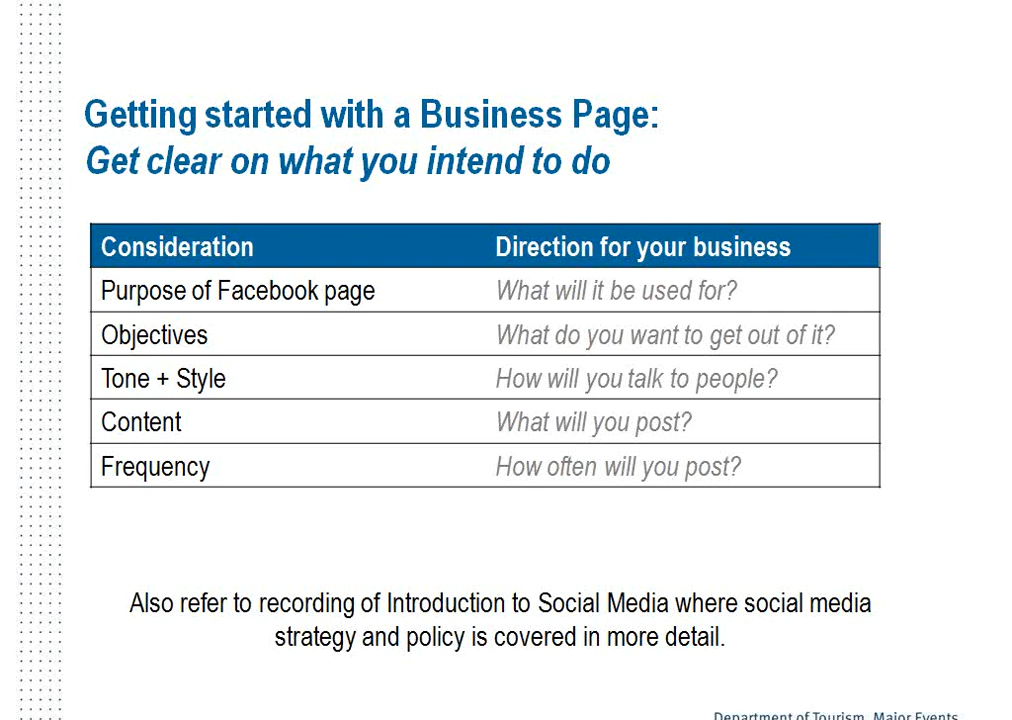 Getting started with a Business Page:
Get clear on what you intend to do
Consideration Direction for your business
Purpose of Facebook page What will it be used for?
Objectives What do you want to get out of it?
Tone + Style How will you talk to people?
Content What will you post?
Frequency How often will you post?
Also refer to recording of Introduction to Social Media where social media
strategy and policy is covered in more detail.
Department of Tourism, Major Events